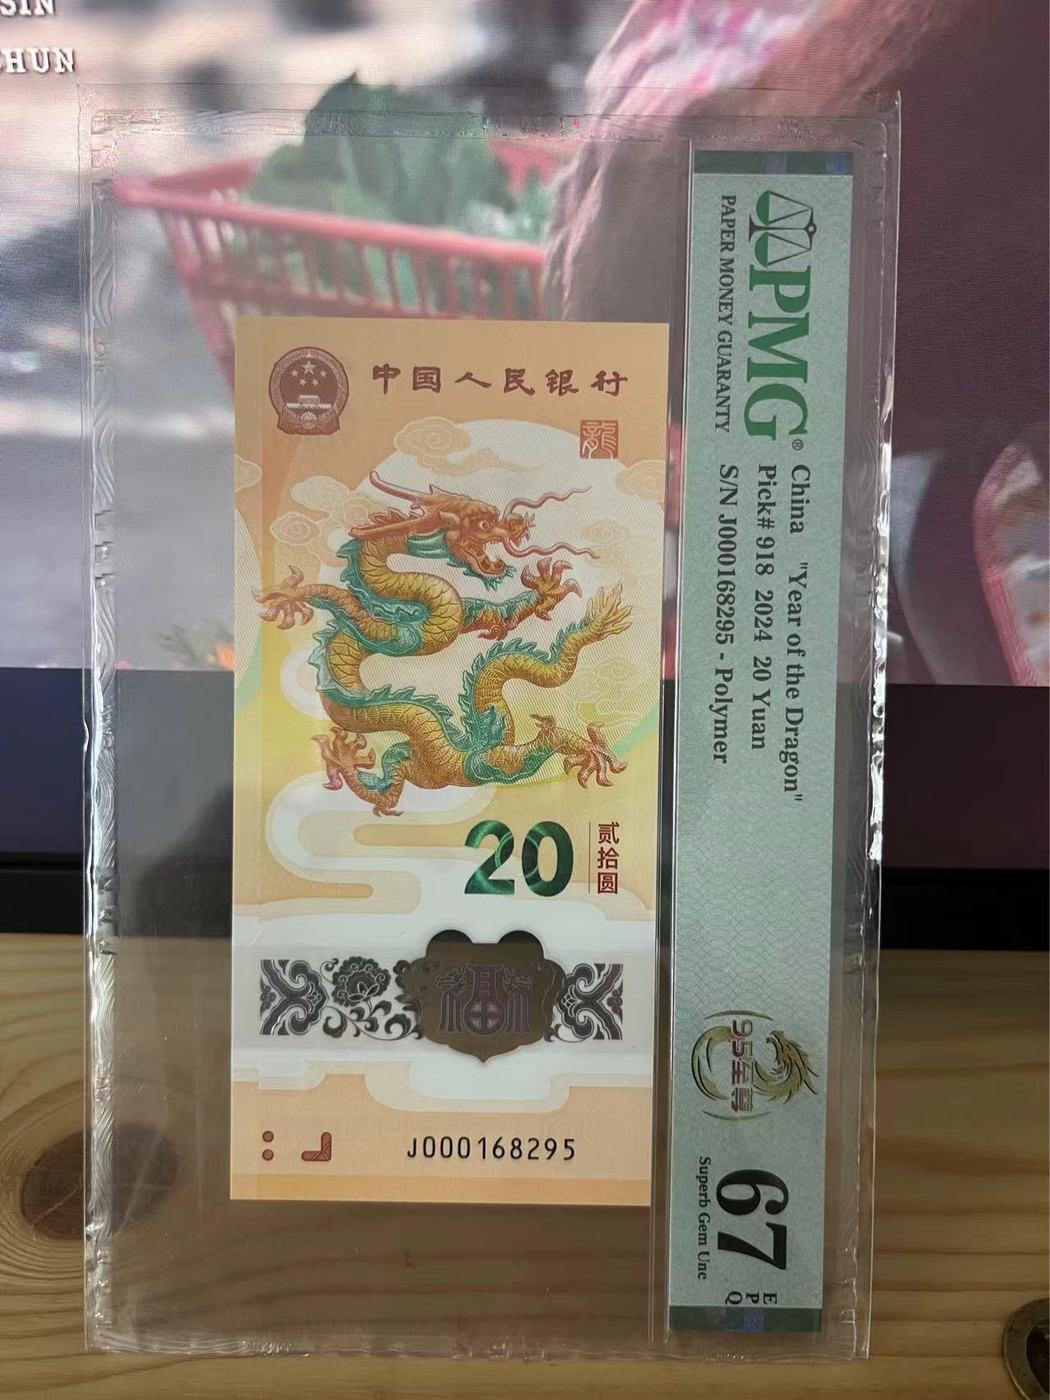 SIN
CHUN
中国人民银行
龍
20
贰拾圆
福
J000168295
PMG®
PAPER MONEY GUARANTY
China "Year of the Dragon"
Pick# 918 2024 20 Yuan
S/N J000168295 - Polymer
95至尊
67 EPQ
Superb Gem Unc